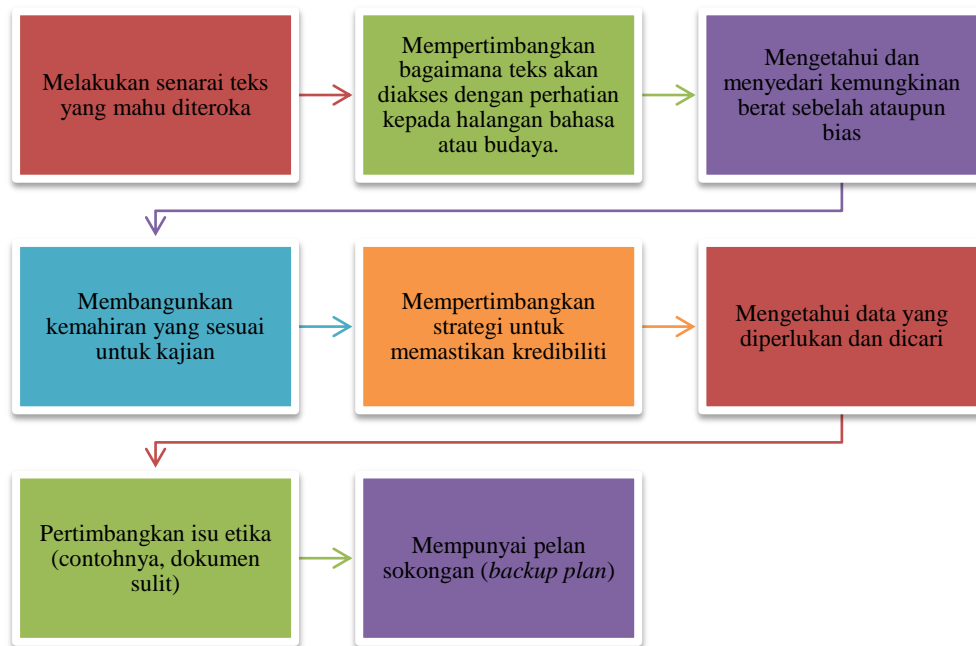 Melakukan senarai teks
yang mahu diteroka
Mempertimbangkan
bagaimana teks akan
diakses dengan perhatian
kepada halangan bahasa
atau budaya.
Mengetahui dan
menyedari kemungkinan
berat sebelah ataupun
bias
Membangunkan
kemahiran yang sesuai
untuk kajian
Mempertimbangkan
strategi untuk
memastikan kredibiliti
Mengetahui data yang
diperlukan dan dicari
Pertimbangkan isu etika
(contohnya, dokumen
sulit)
Mempunyai pelan
sokongan (backup plan)